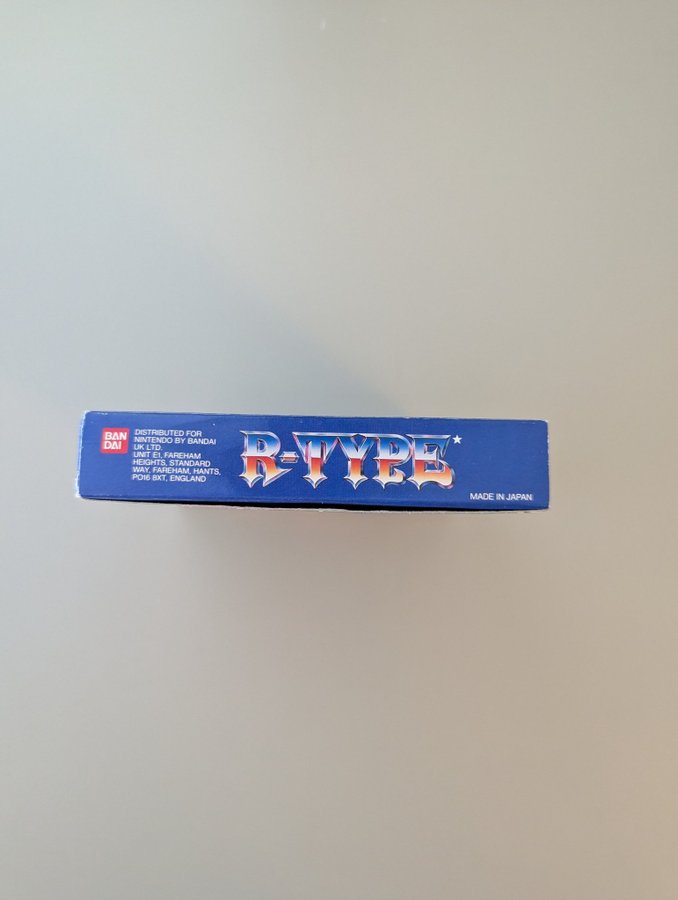 BAN
DAI
DISTRIBUTED FOR
NINTENDO BY BANDAI
UK LTD.
UNIT E1, FAREHAM
HEIGHTS, STANDARD
WAY, FAREHAM, HANTS,
PO16 8XT, ENGLAND
R-TYPE
MADE IN JAPAN